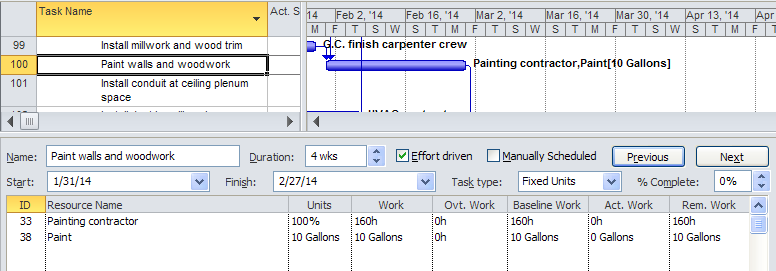 Task Name Act. S 14 Feb 2, '14 Feb 16, '14 Mar 2, '14 Mar 16, '14 Mar 30, '14 Apr 13, '14 Ap
M F T S W S T M F T S W S T M F T S W S T M F
99 Install millwork and wood trim G.C. finish carpenter crew
100 Paint walls and woodwork Painting contractor,Paint[10 Gallons]
101 Install conduit at ceiling plenum
space
Name: Paint walls and woodwork Duration: 4 wks Effort driven Manually Scheduled Previous Next
Start: 1/31/14 Finish: 2/27/14 Task type: Fixed Units % Complete: 0%
ID Resource Name Units Work Ovt. Work Baseline Work Act. Work Rem. Work
33 Painting contractor 100% 160h 0h 160h 0h 160h
38 Paint 10 Gallons 10 Gallons 0h 10 Gallons 0 Gallons 10 Gallons